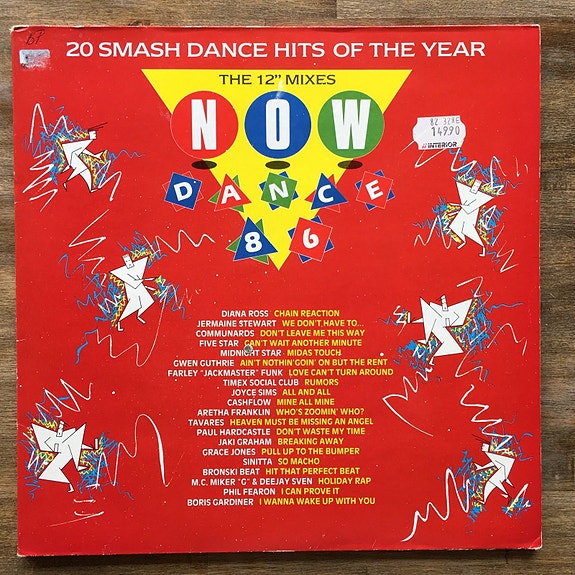 20 SMASH DANCE HITS OF THE YEAR
THE 12" MIXES
NOW
DANCE
86
14990
INTERIOR
DIANA ROSS CHAIN REACTION
JERMAINE STEWART WE DON'T HAVE TO...
COMMUNARDS DON'T LEAVE ME THIS WAY
FIVE STAR CAN'T WAIT ANOTHER MINUTE
MIDNIGHT STAR MIDAS TOUCH
GWEN GUTHRIE AIN'T NOTHIN' GOIN' ON BUT THE RENT
FARLEY "JACKMASTER" FUNK LOVE CAN'T TURN AROUND
TIMEX SOCIAL CLUB RUMORS
JOYCE SIMS ALL AND ALL
CASHFLOW MINE ALL MINE
ARETHA FRANKLIN WHO'S ZOOMIN' WHO?
TAVARES HEAVEN MUST BE MISSING AN ANGEL
PAUL HARDCASTLE DON'T WASTE MY TIME
JAKI GRAHAM BREAKING AWAY
GRACE JONES PULL UP TO THE BUMPER
SINITTA SO MACHO
BRONSKI BEAT HIT THAT PERFECT BEAT
M.C. MIKER "G" & DEEJAY SVEN HOLIDAY RAP
PHIL FEARON I CAN PROVE IT
BORIS GARDINER I WANNA WAKE UP WITH YOU